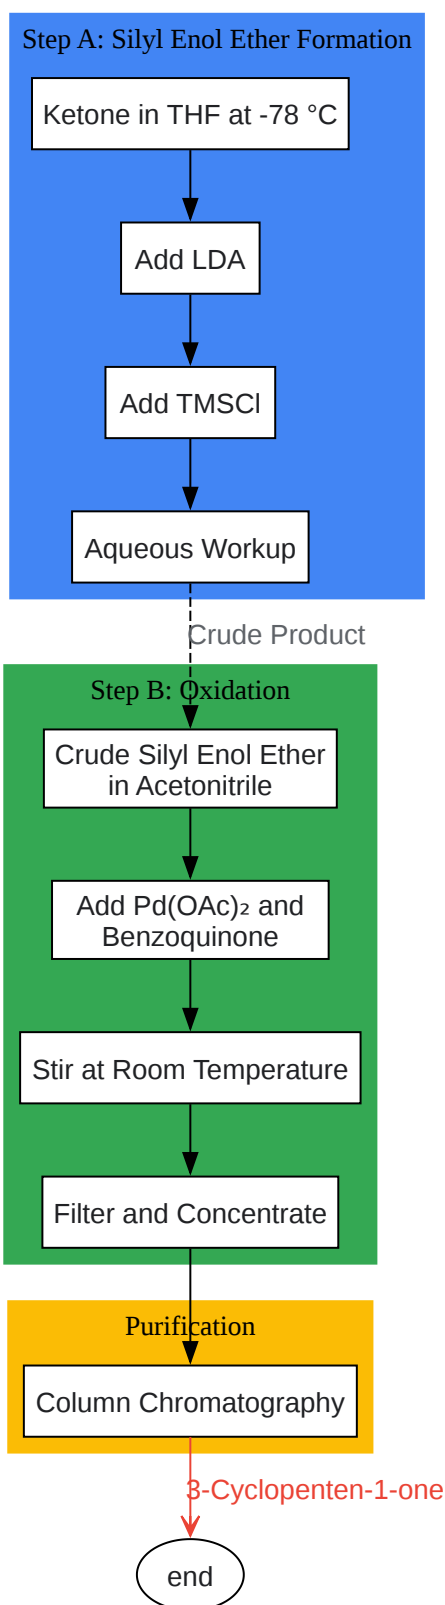 Step A: Silyl Enol Ether Formation
Ketone in THF at -78 °C
Add LDA
Add TMSCl
Aqueous Workup
Crude Product
Step B: Oxidation
Crude Silyl Enol Ether
in Acetonitrile
Add Pd(OAc)₂ and
Benzoquinone
Stir at Room Temperature
Filter and Concentrate
Purification
Column Chromatography
3-Cyclopenten-1-one
end